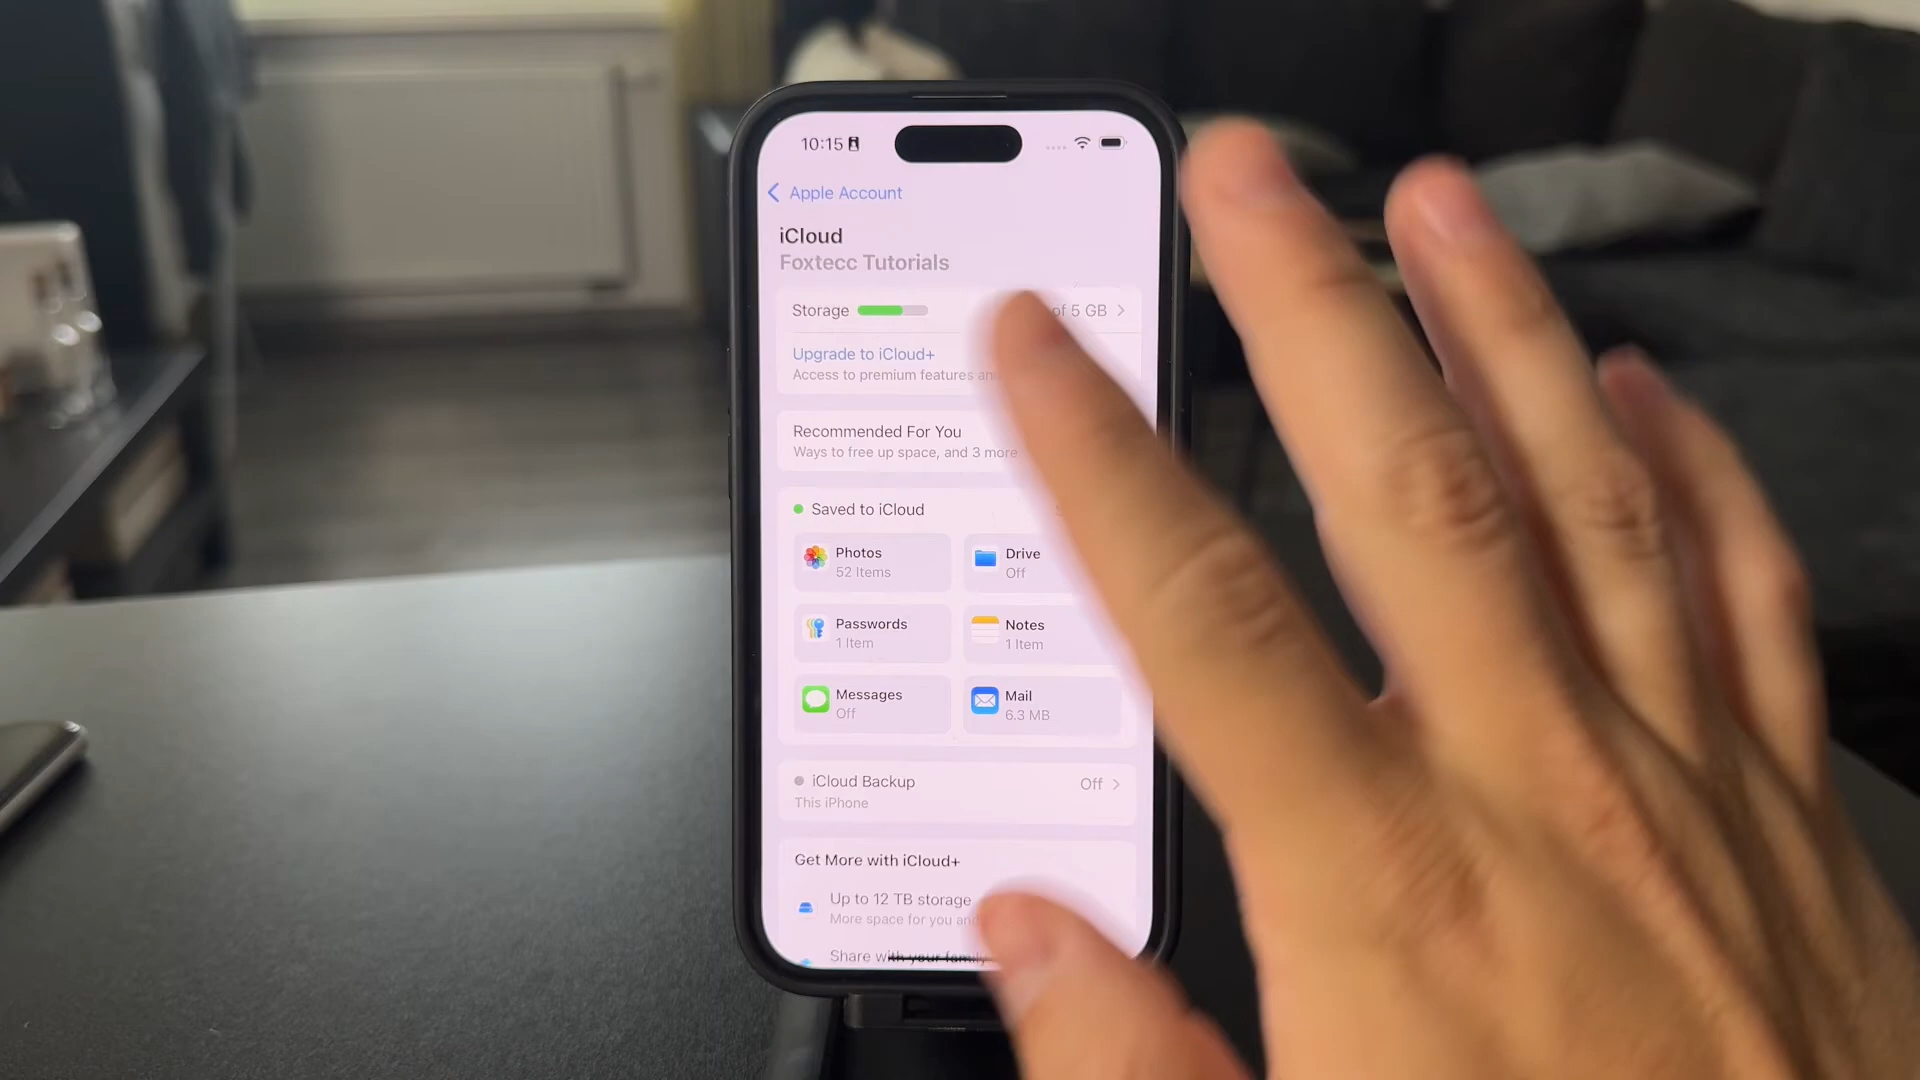 10:15
Apple Account
iCloud
Foxtecc Tutorials
Storage of 5 GB
Upgrade to iCloud+
Access to premium features
Recommended For You
Ways to free up space, and 3 more
Saved to iCloud
Photos
52 Items
Drive
Off
Passwords
1 Item
Notes
1 Item
Messages
Off
Mail
6.3 MB
iCloud Backup Off
This iPhone
Get More with iCloud+
Up to 12 TB storage
More space for you
Share with your family